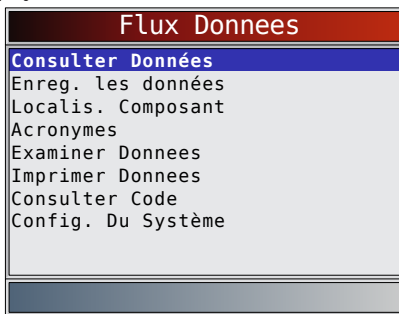 Flux Donnees
Consulter Données
Enreg. les données
Localis. Composant
Acronymes
Examiner Donnees
Imprimer Donnees
Consulter Code
Config. Du Système